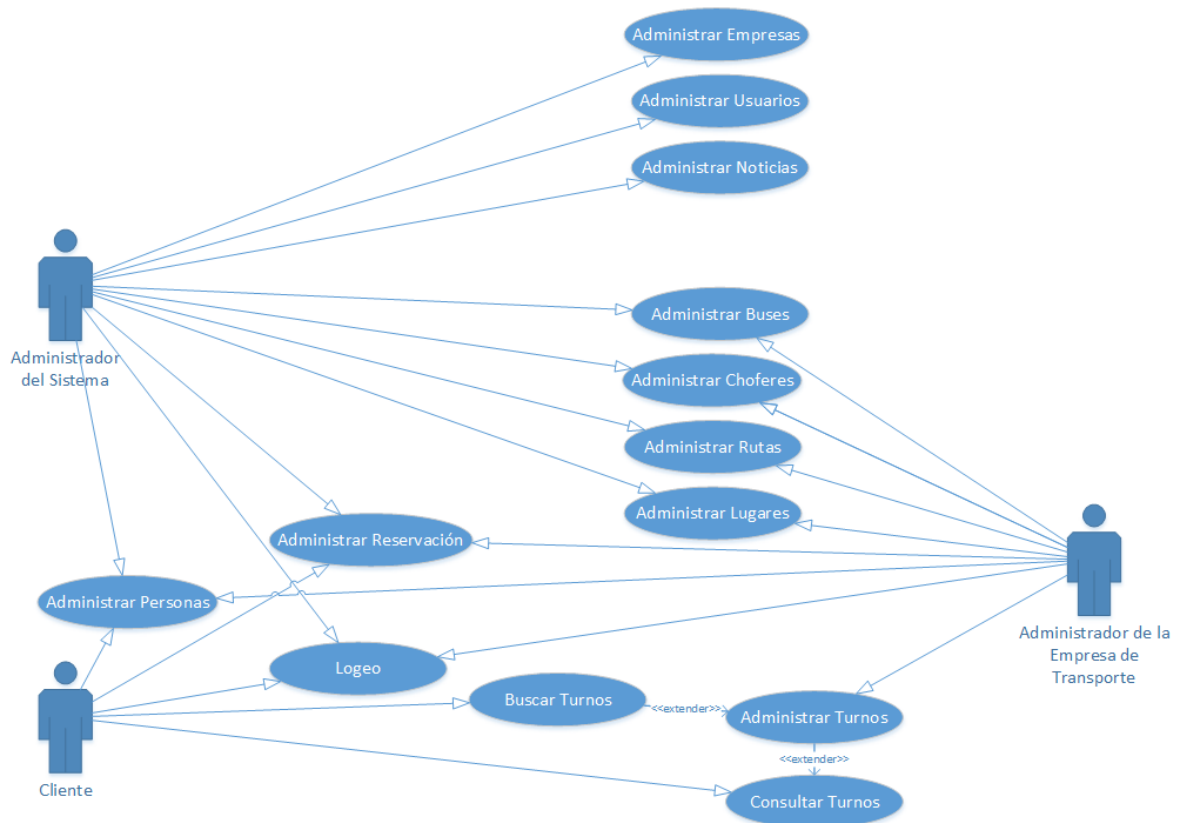 Administrar Empresas
Administrar Usuarios
Administrar Noticias
Administrador
del Sistema
Administrar Buses
Administrar Choferes
Administrar Rutas
Administrar Lugares
Administrar Reservación
Administrar Personas
Administrador de la
Empresa de
Transporte
Logeo
Buscar Turnos
<<extender>>
Administrar Turnos
<<extender>>
Cliente
Consultar Turnos